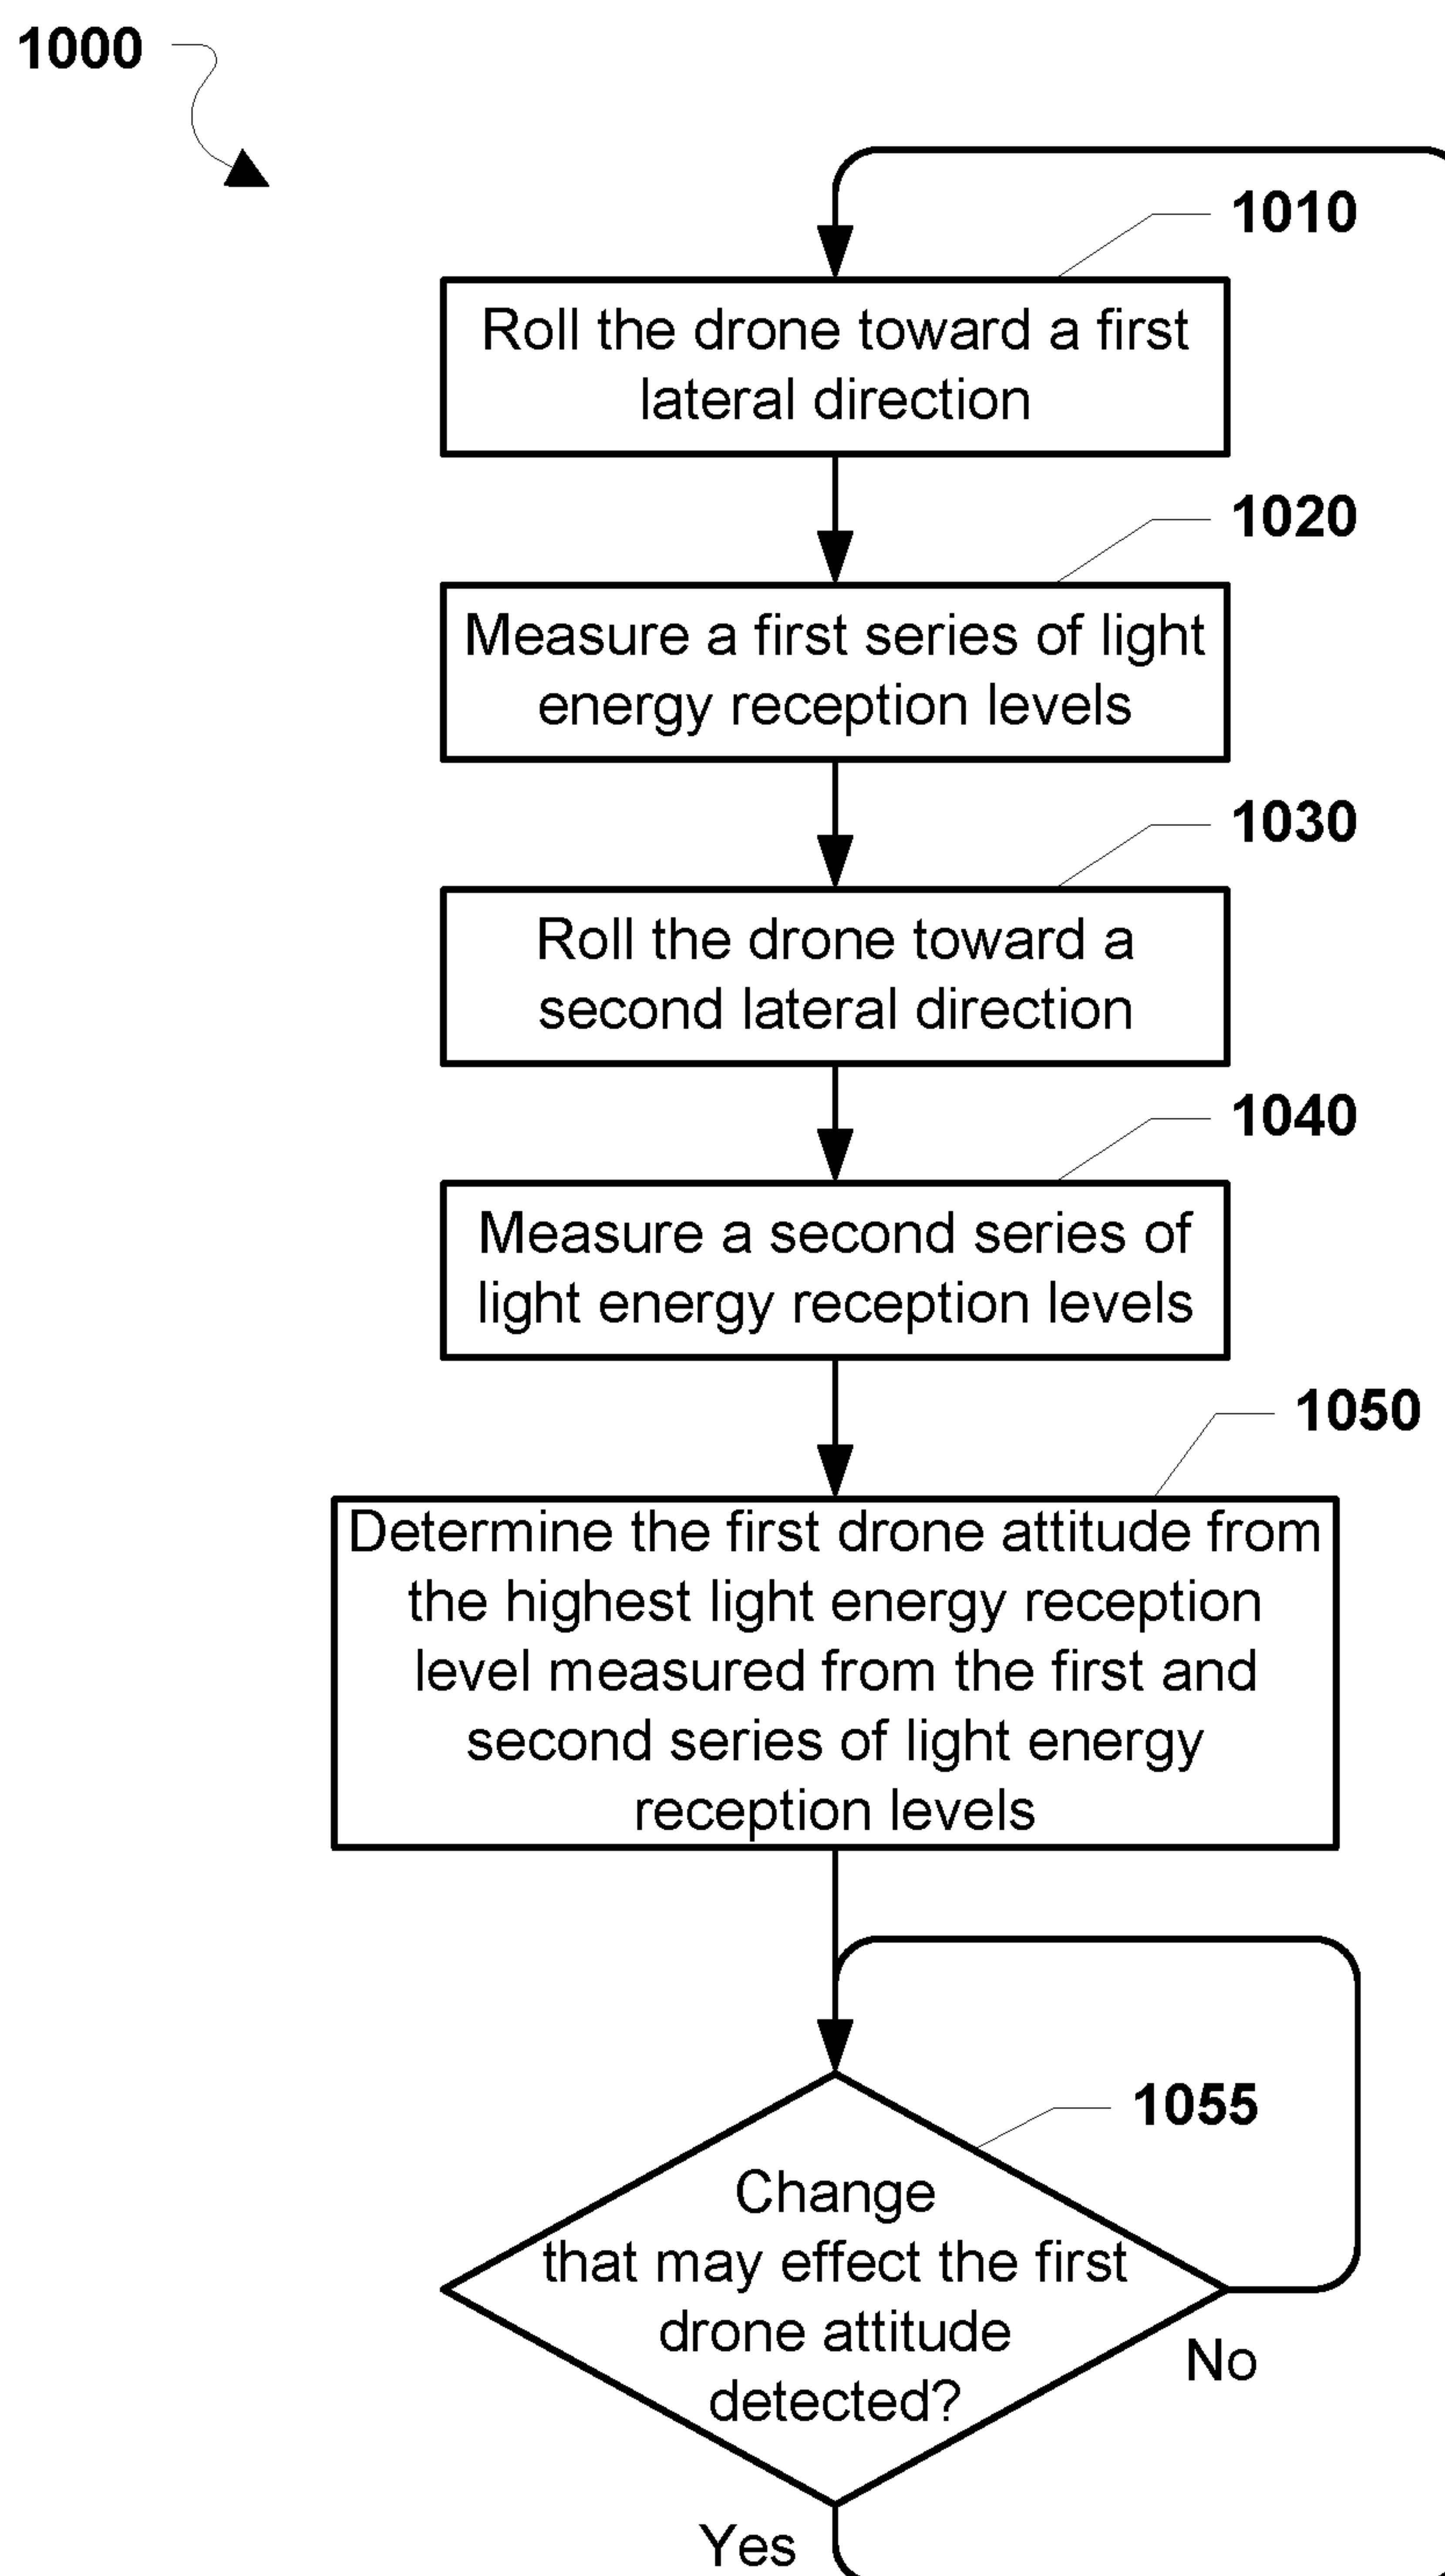 1000
1010
Roll the drone toward a first
lateral direction
1020
Measure a first series of light
energy reception levels
1030
Roll the drone toward a
second lateral direction
1040
Measure a second series of
light energy reception levels
1050
Determine the first drone attitude from
the highest light energy reception
level measured from the first and
second series of light energy
reception levels
1055
Change
that may effect the first
drone attitude
detected?
No
Yes